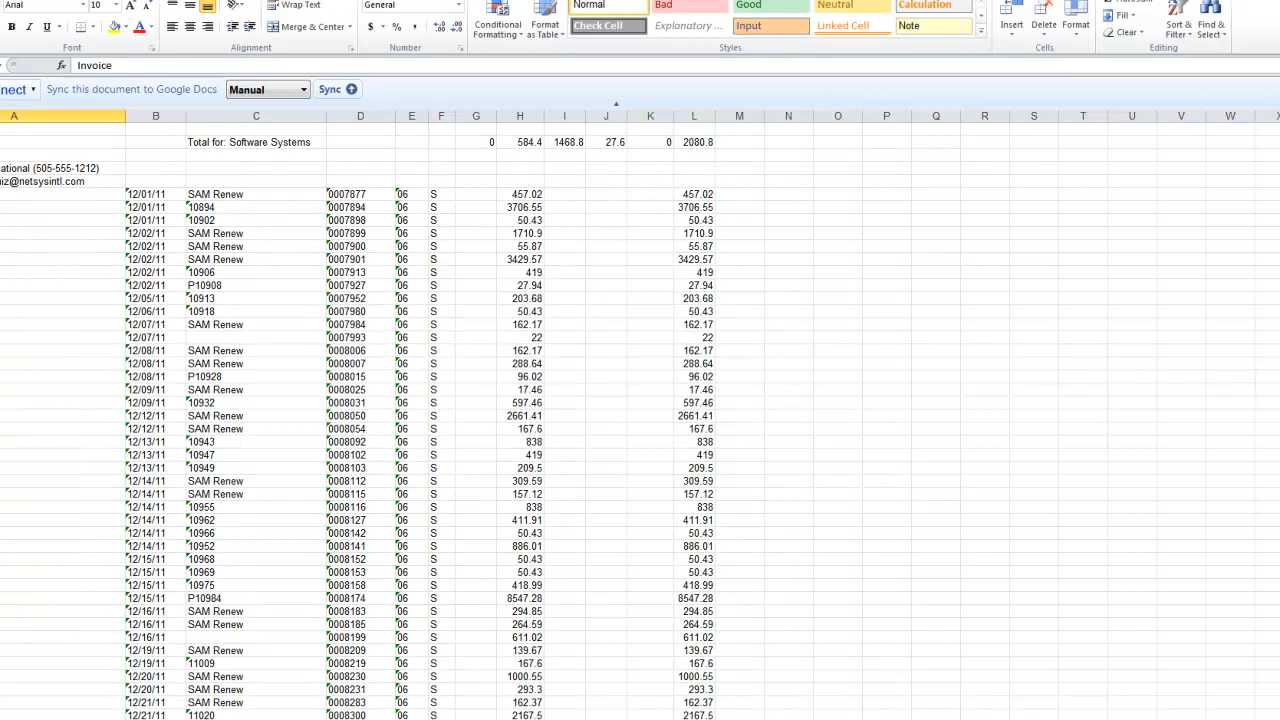 Arial 10 A A Wrap Text General Normal Bad Good Neutral Calculation
B I U A Merge & Center $ % , Conditional Formatting Format as Table Check Cell Explanatory ... Input Linked Cell Note Insert Delete Format Fill Clear Sort & Filter Find & Select
Font Alignment Number Styles Cells Editing
fx Invoice
nect Sync this document to Google Docs Manual Sync
A B C D E F G H I J K L M N O P Q R S T U V W X
Total for: Software Systems 0 584.4 1468.8 27.6 0 2080.8
ational (505-555-1212)
niz@netsysintl.com
12/01/11 SAM Renew 0007877 06 S 457.02 457.02
12/01/11 10894 0007894 06 S 3706.55 3706.55
12/01/11 10902 0007898 06 S 50.43 50.43
12/02/11 SAM Renew 0007899 06 S 1710.9 1710.9
12/02/11 SAM Renew 0007900 06 S 55.87 55.87
12/02/11 SAM Renew 0007901 06 S 3429.57 3429.57
12/02/11 10906 0007913 06 S 419 419
12/02/11 P10908 0007927 06 S 27.94 27.94
12/05/11 10913 0007952 06 S 203.68 203.68
12/06/11 10918 0007980 06 S 50.43 50.43
12/07/11 SAM Renew 0007984 06 S 162.17 162.17
12/07/11 0007993 06 S 22 22
12/08/11 SAM Renew 0008006 06 S 162.17 162.17
12/08/11 SAM Renew 0008007 06 S 288.64 288.64
12/08/11 P10928 0008015 06 S 96.02 96.02
12/09/11 SAM Renew 0008025 06 S 17.46 17.46
12/09/11 10932 0008031 06 S 597.46 597.46
12/12/11 SAM Renew 0008050 06 S 2661.41 2661.41
12/12/11 SAM Renew 0008054 06 S 167.6 167.6
12/13/11 10943 0008092 06 S 838 838
12/13/11 10947 0008102 06 S 419 419
12/13/11 10949 0008103 06 S 209.5 209.5
12/14/11 SAM Renew 0008112 06 S 309.59 309.59
12/14/11 SAM Renew 0008115 06 S 157.12 157.12
12/14/11 10955 0008116 06 S 838 838
12/14/11 10962 0008127 06 S 411.91 411.91
12/14/11 10966 0008142 06 S 50.43 50.43
12/14/11 10952 0008141 06 S 886.01 886.01
12/15/11 10968 0008152 06 S 50.43 50.43
12/15/11 10969 0008153 06 S 50.43 50.43
12/15/11 10975 0008158 06 S 418.99 418.99
12/15/11 P10984 0008174 06 S 8547.28 8547.28
12/16/11 SAM Renew 0008183 06 S 294.85 294.85
12/16/11 SAM Renew 0008185 06 S 264.59 264.59
12/16/11 0008199 06 S 611.02 611.02
12/19/11 SAM Renew 0008209 06 S 139.67 139.67
12/19/11 11009 0008219 06 S 167.6 167.6
12/20/11 SAM Renew 0008230 06 S 1000.55 1000.55
12/20/11 SAM Renew 0008231 06 S 293.3 293.3
12/21/11 SAM Renew 0008283 06 S 162.37 162.37
12/21/11 11020 0008300 06 S 2167.5 2167.5